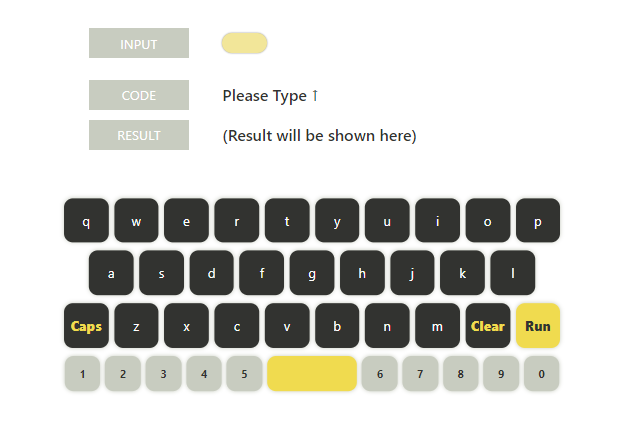 INPUT
CODE Please Type ↑
RESULT (Result will be shown here)
q w e r t y u i o p
a s d f g h j k l
Caps z x c v b n m Clear Run
1 2 3 4 5 6 7 8 9 0